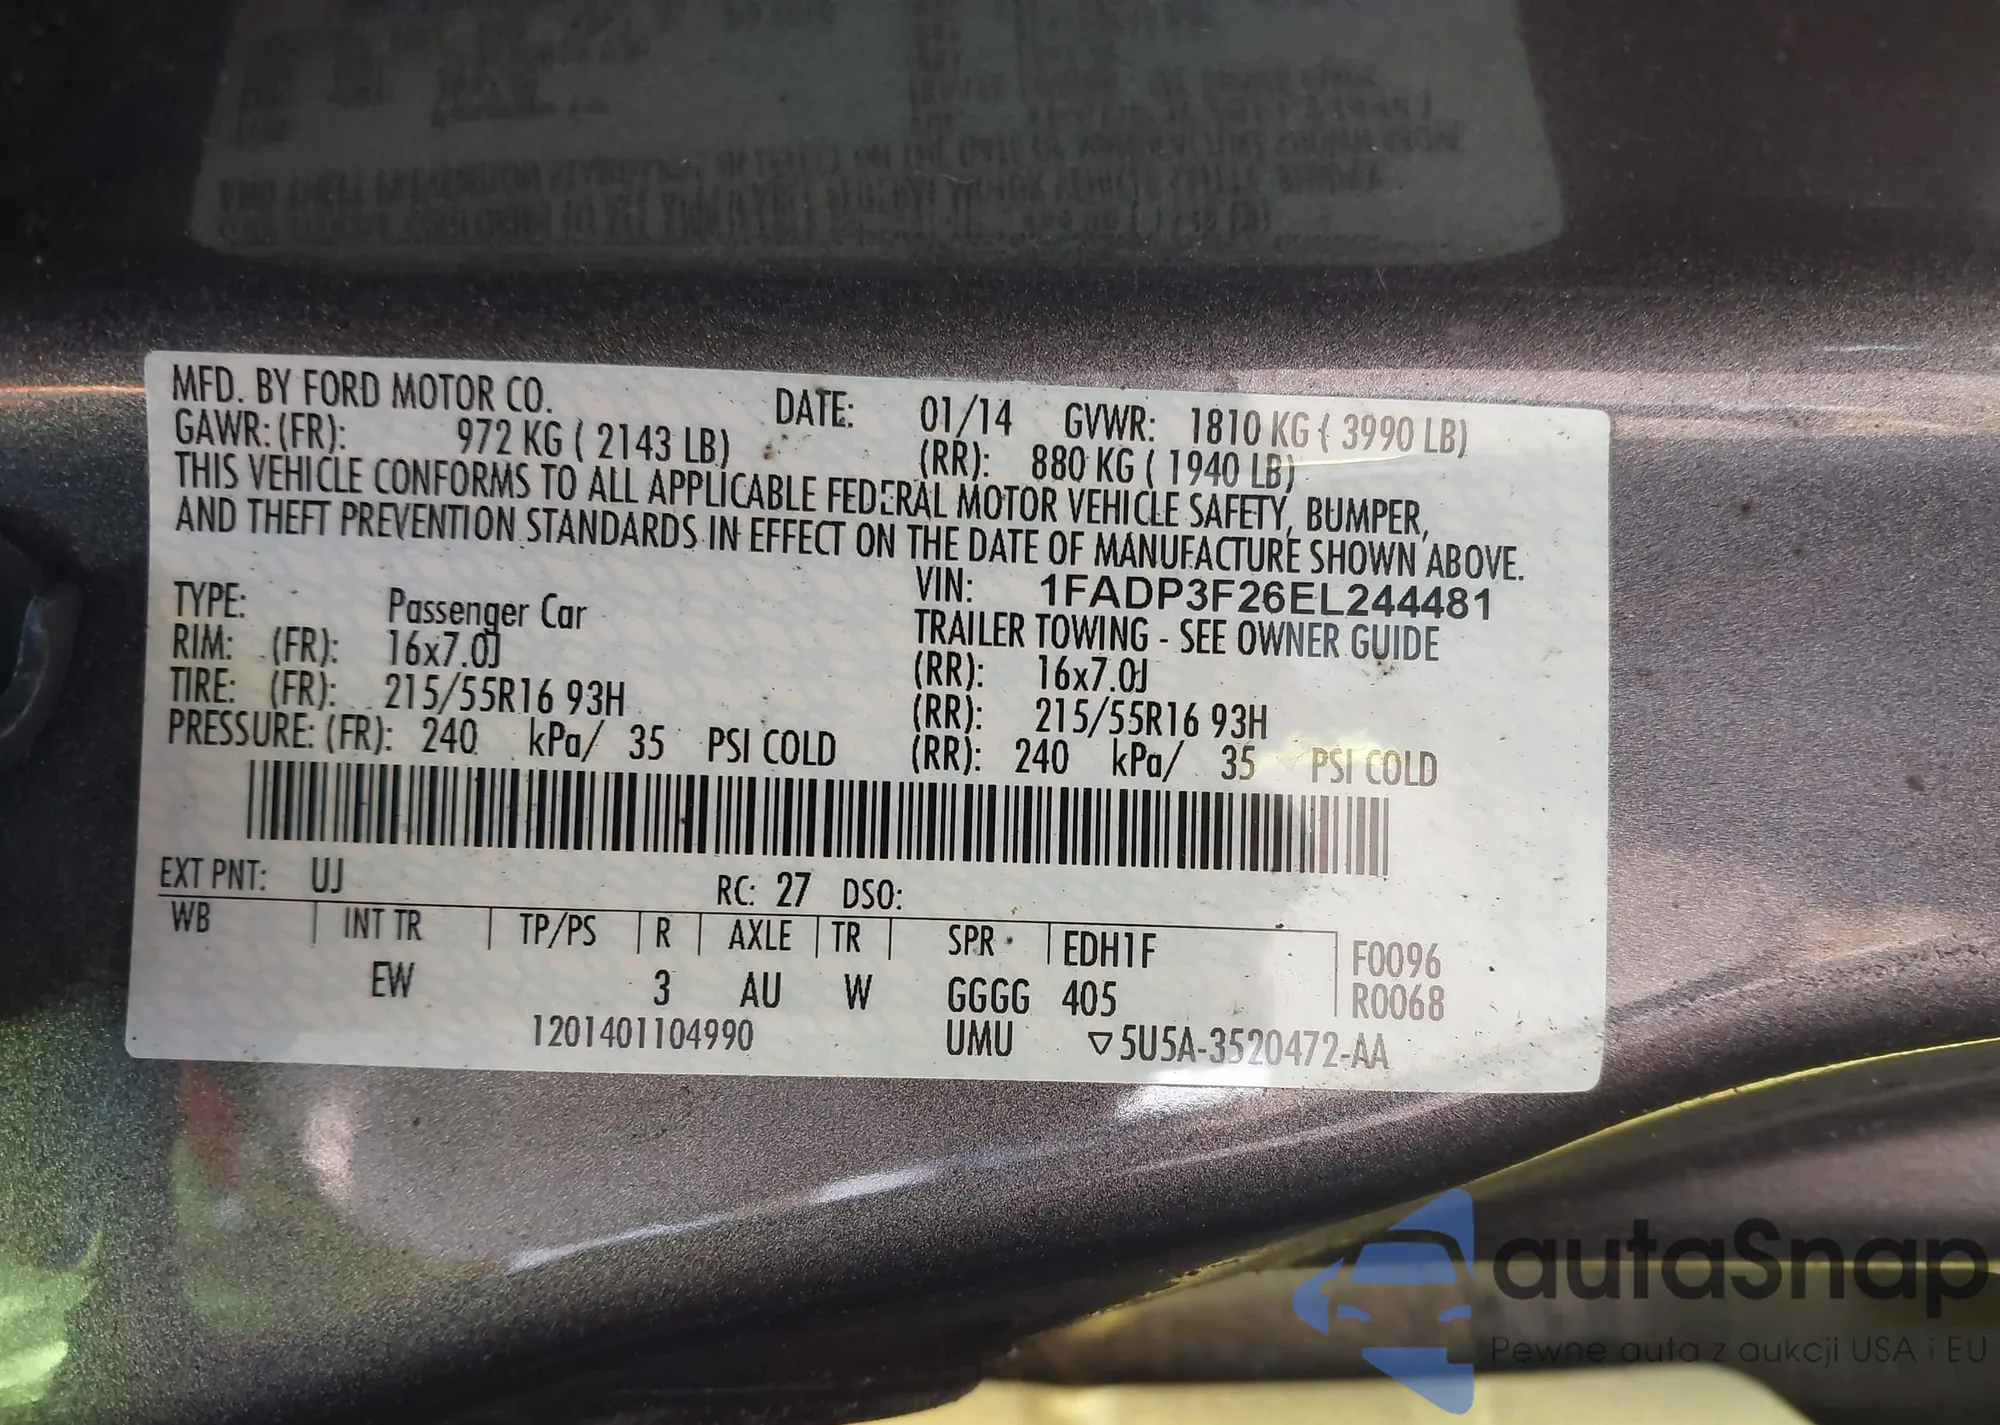 MFD. BY FORD MOTOR CO. DATE: 01/14 GVWR: 1810 KG ( 3990 LB)
GAWR: (FR): 972 KG ( 2143 LB) (RR): 880 KG ( 1940 LB)
THIS VEHICLE CONFORMS TO ALL APPLICABLE FEDERAL MOTOR VEHICLE SAFETY, BUMPER,
AND THEFT PREVENTION STANDARDS IN EFFECT ON THE DATE OF MANUFACTURE SHOWN ABOVE.
VIN: 1FADP3F26EL244481
TYPE: Passenger Car TRAILER TOWING - SEE OWNER GUIDE
RIM: (FR): 16x7.0J (RR): 16x7.0J
TIRE: (FR): 215/55R16 93H (RR): 215/55R16 93H
PRESSURE: (FR): 240 kPa/ 35 PSI COLD (RR): 240 kPa/ 35 PSI COLD
EXT PNT: UJ RC: 27 DSO:
WB INT TR TP/PS R AXLE TR SPR EDH1F F0096
EW 3 AU W GGGG 405 R0068
1201401104990 UMU ▽5U5A-3520472-AA
autaSnap
Pewne auta z aukcji USA i EU